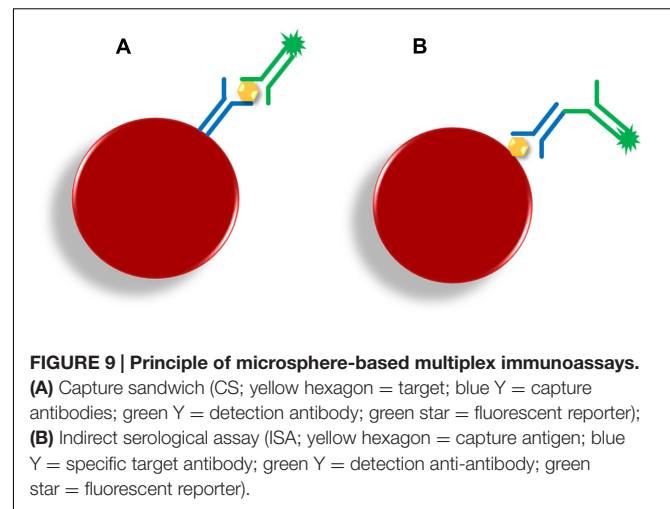 A
B
FIGURE 9 | Principle of microsphere-based multiplex immunoassays.
(A) Capture sandwich (CS; yellow hexagon = target; blue Y = capture
antibodies; green Y = detection antibody; green star = fluorescent reporter);
(B) Indirect serological assay (ISA; yellow hexagon = capture antigen; blue
Y = specific target antibody; green Y = detection anti-antibody; green
star = fluorescent reporter).